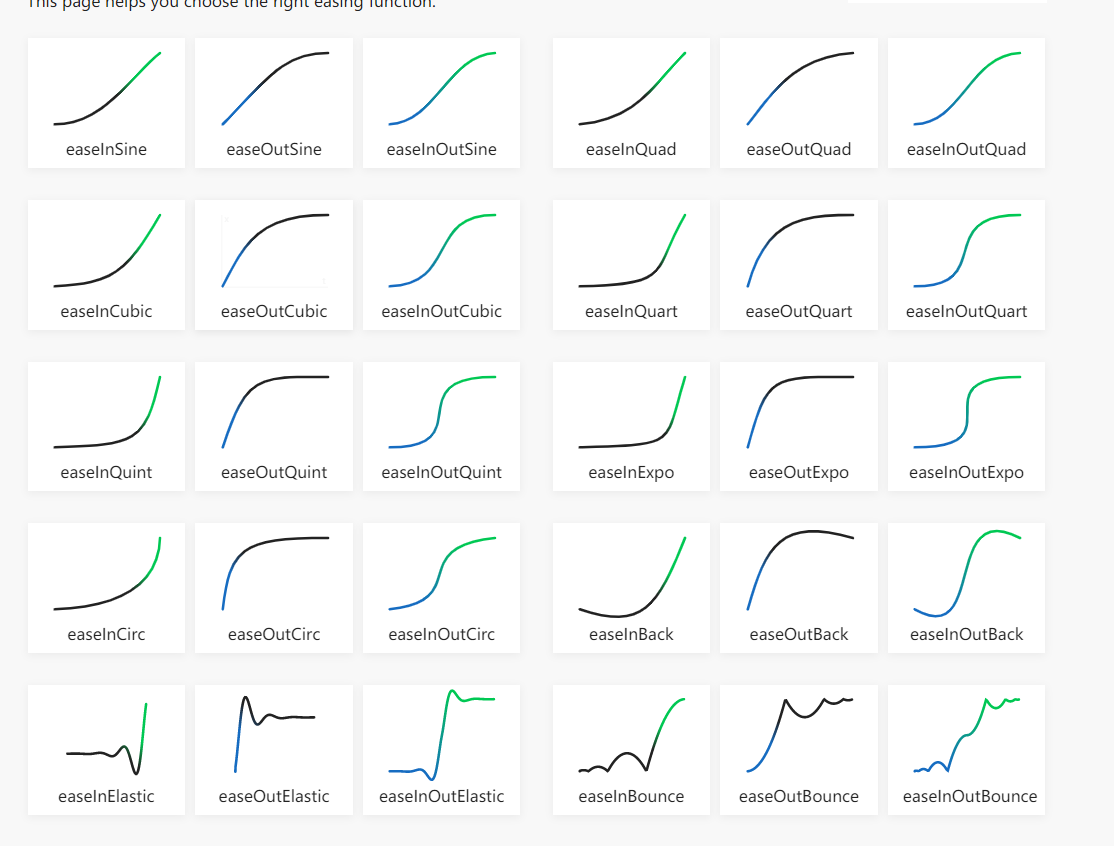 This page helps you choose the right easing function.
easeInSine easeOutSine easeInOutSine easeInQuad easeOutQuad easeInOutQuad
easeInCubic easeOutCubic easeInOutCubic easeInQuart easeOutQuart easeInOutQuart
easeInQuint easeOutQuint easeInOutQuint easeInExpo easeOutExpo easeInOutExpo
easeInCirc easeOutCirc easeInOutCirc easeInBack easeOutBack easeInOutBack
easeInElastic easeOutElastic easeInOutElastic easeInBounce easeOutBounce easeInOutBounce